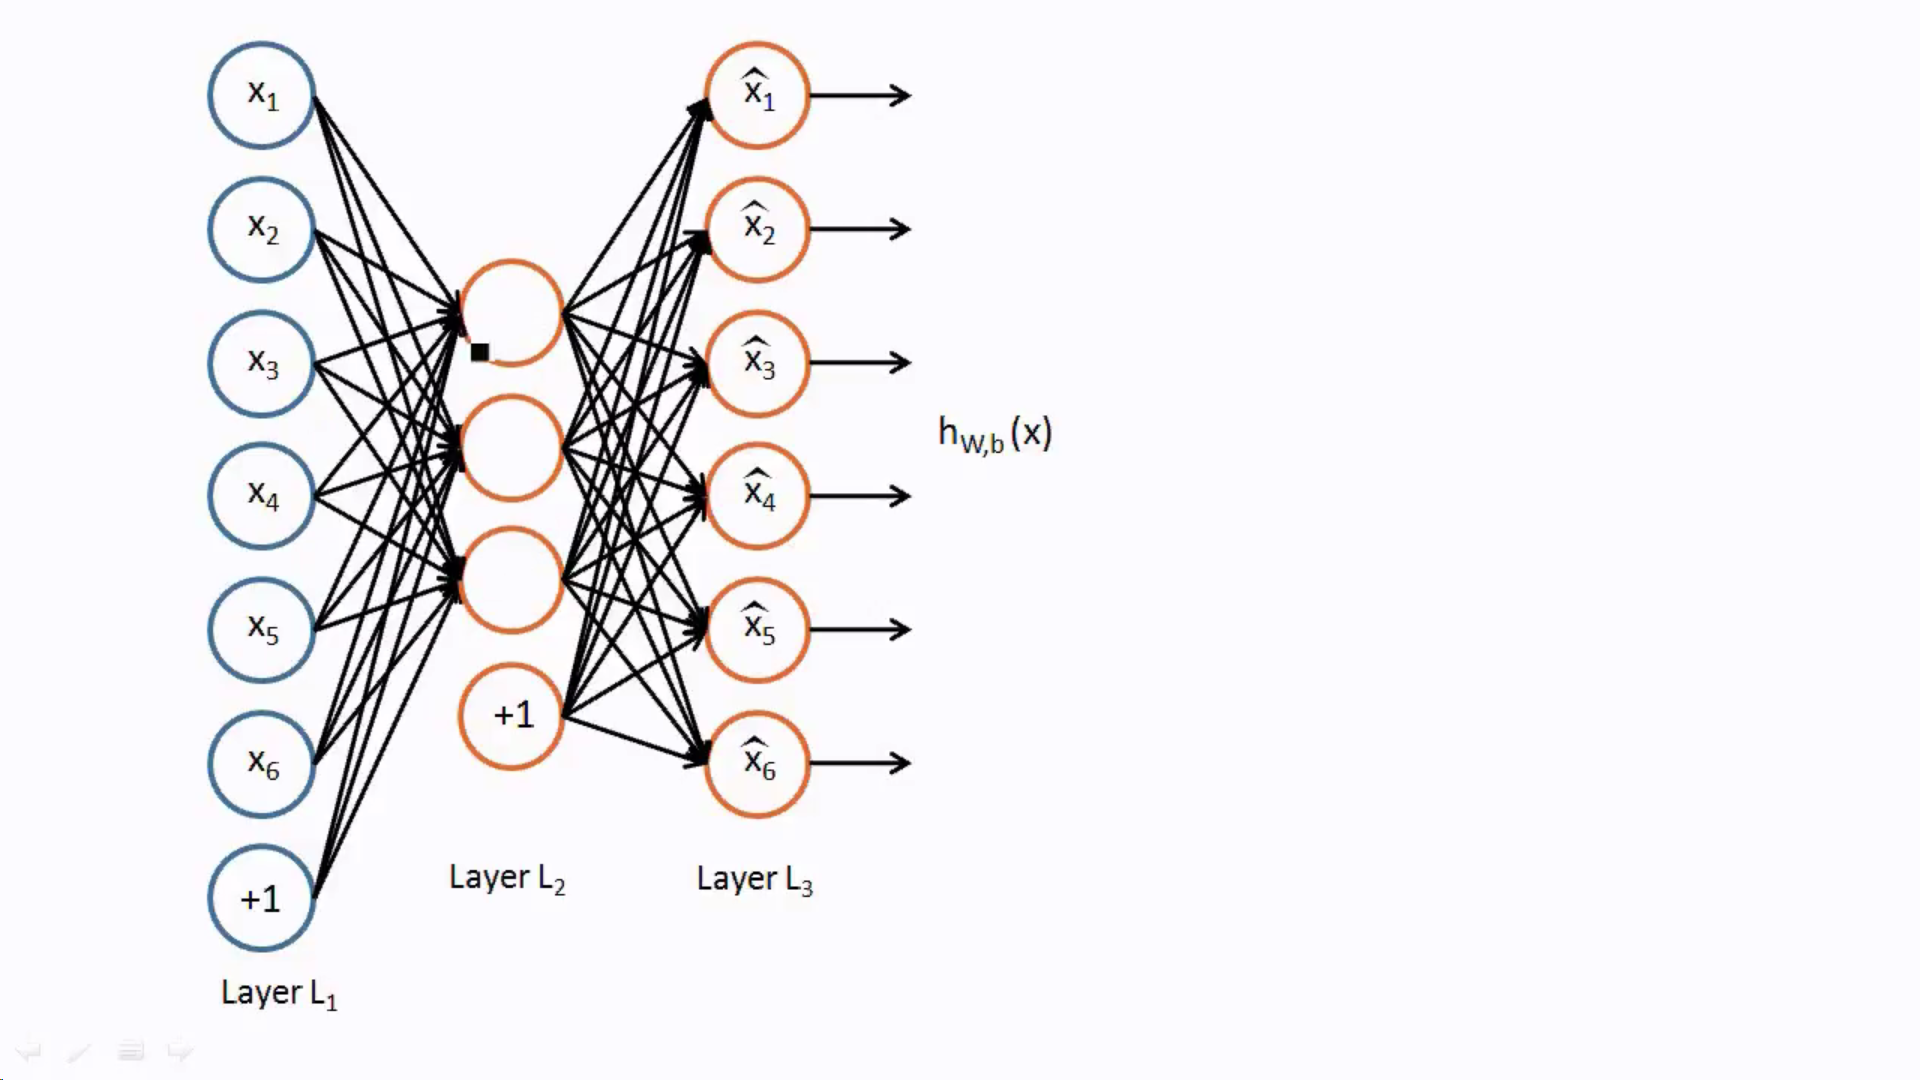 x₁
x₂
x₃
x₄
x₅
x₆
+1
Layer L₁
+1
Layer L₂
x̂₁
x̂₂
x̂₃
x̂₄
x̂₅
x̂₆
Layer L₃
h_W,b (x)